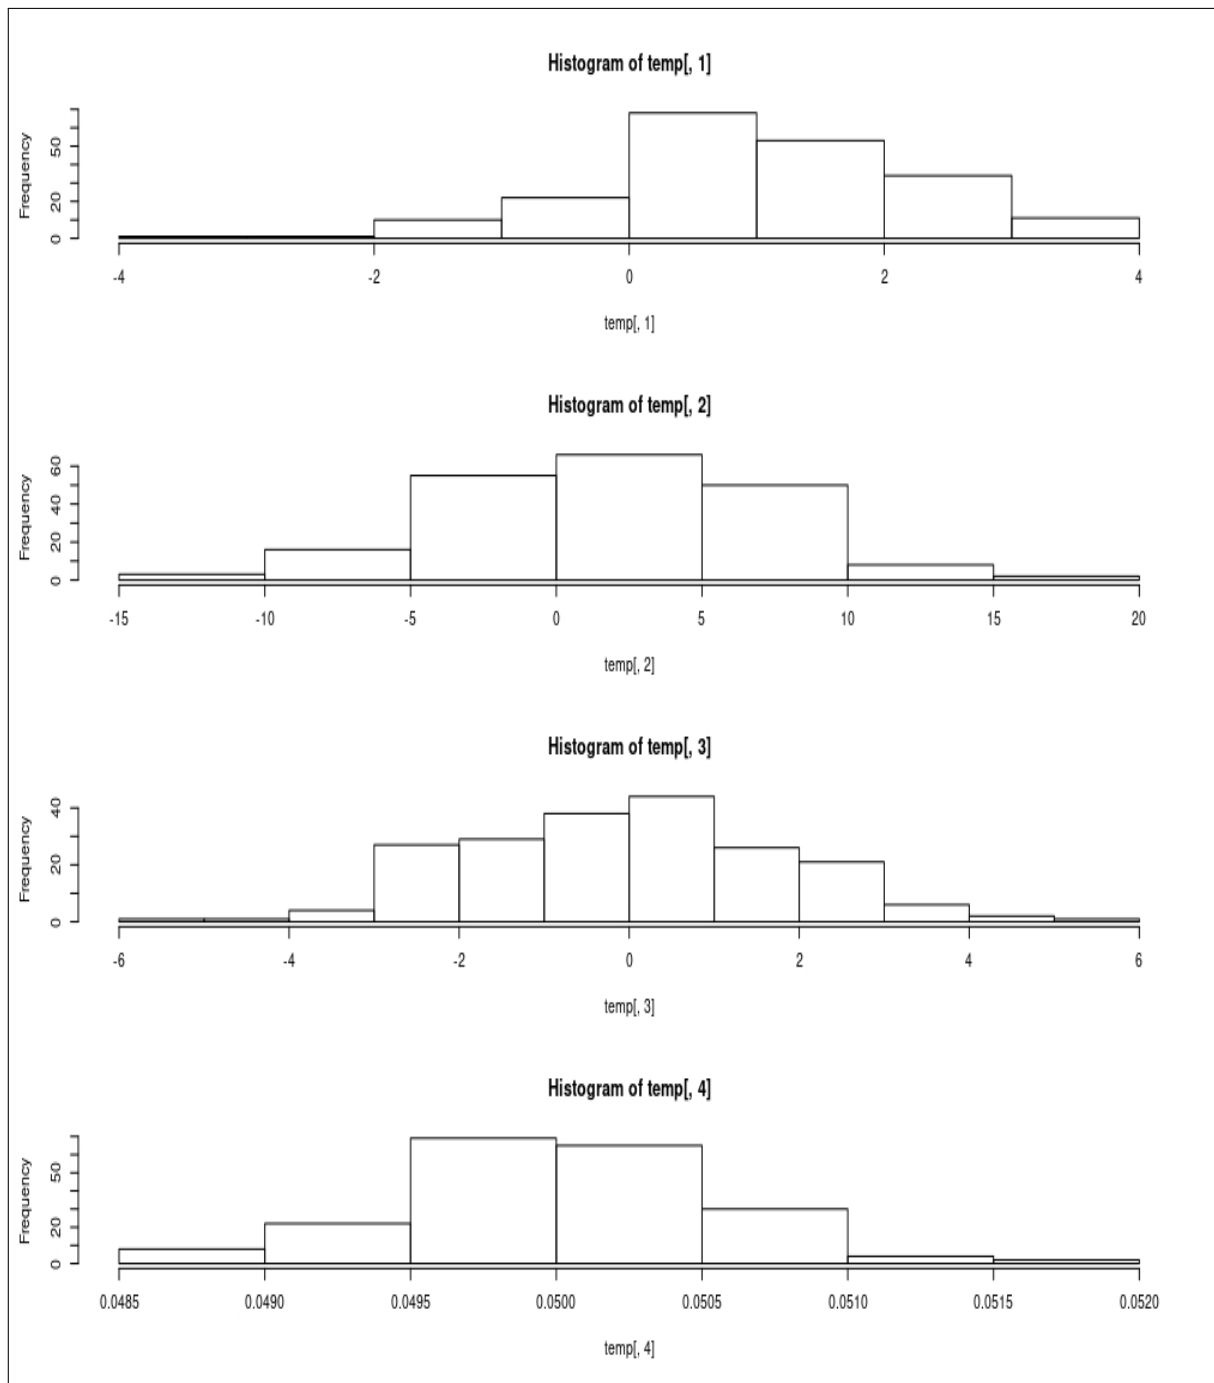 Histogram of temp[, 1]
Frequency
50
20
0
-4 -2 0 2 4
temp[, 1]
Histogram of temp[, 2]
Frequency
60
40
20
0
-15 -10 -5 0 5 10 15 20
temp[, 2]
Histogram of temp[, 3]
Frequency
40
20
0
-6 -4 -2 0 2 4 6
temp[, 3]
Histogram of temp[, 4]
Frequency
50
20
0
0.0485 0.0490 0.0495 0.0500 0.0505 0.0510 0.0515 0.0520
temp[, 4]